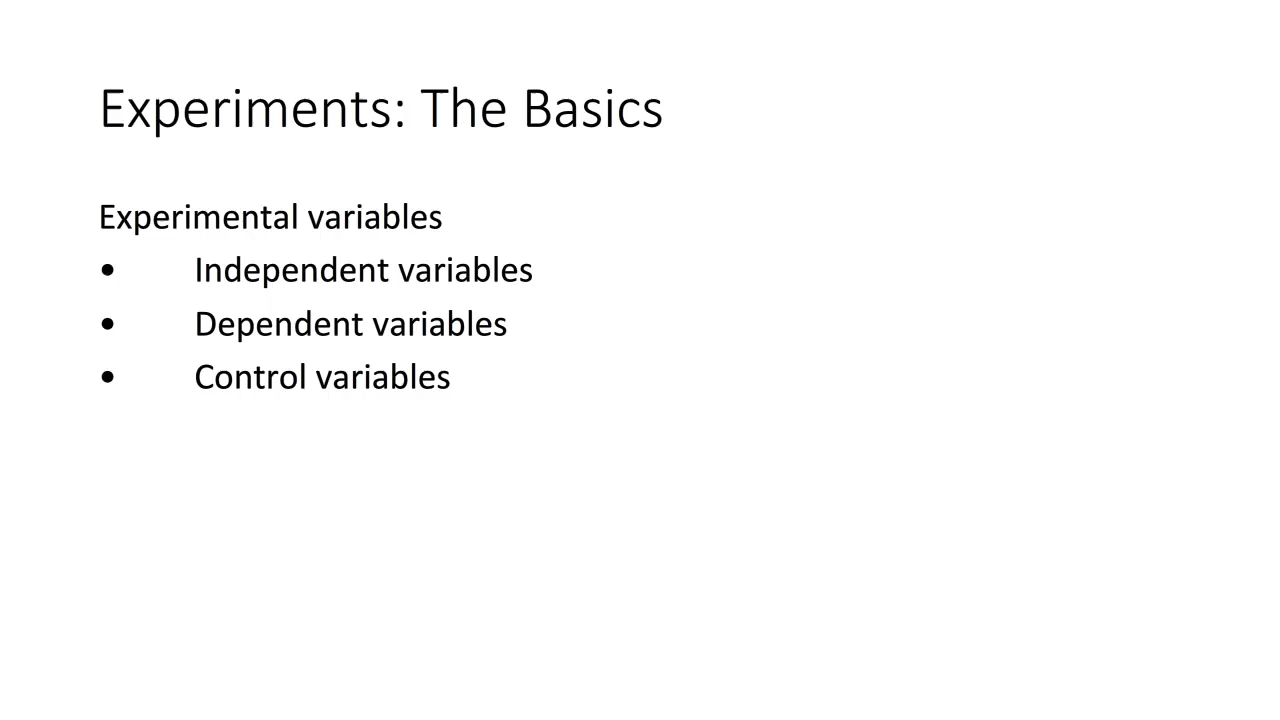 Experiments: The Basics
Experimental variables
• Independent variables
• Dependent variables
• Control variables